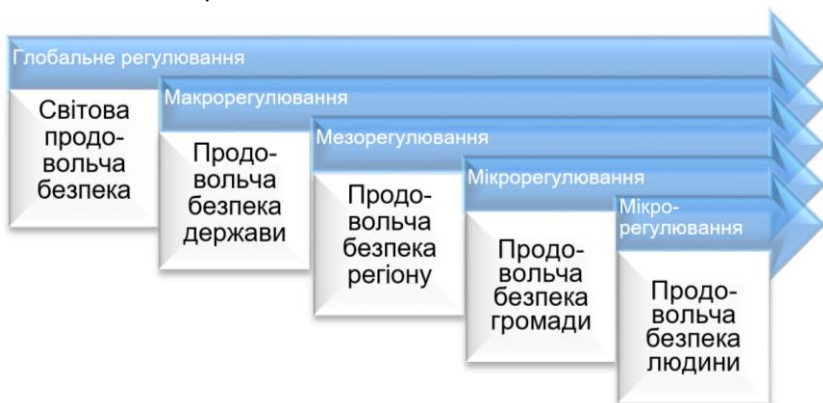 Глобальне регулювання
Світова
продо-
вольча
безпека
Макрорегулювання
Продо-
вольча
безпека
держави
Мезорегулювання
Продо-
вольча
безпека
регіону
Мікрорегулювання
Продо-
вольча
безпека
громади
Мікро-
регулювання
Продо-
вольча
безпека
людини